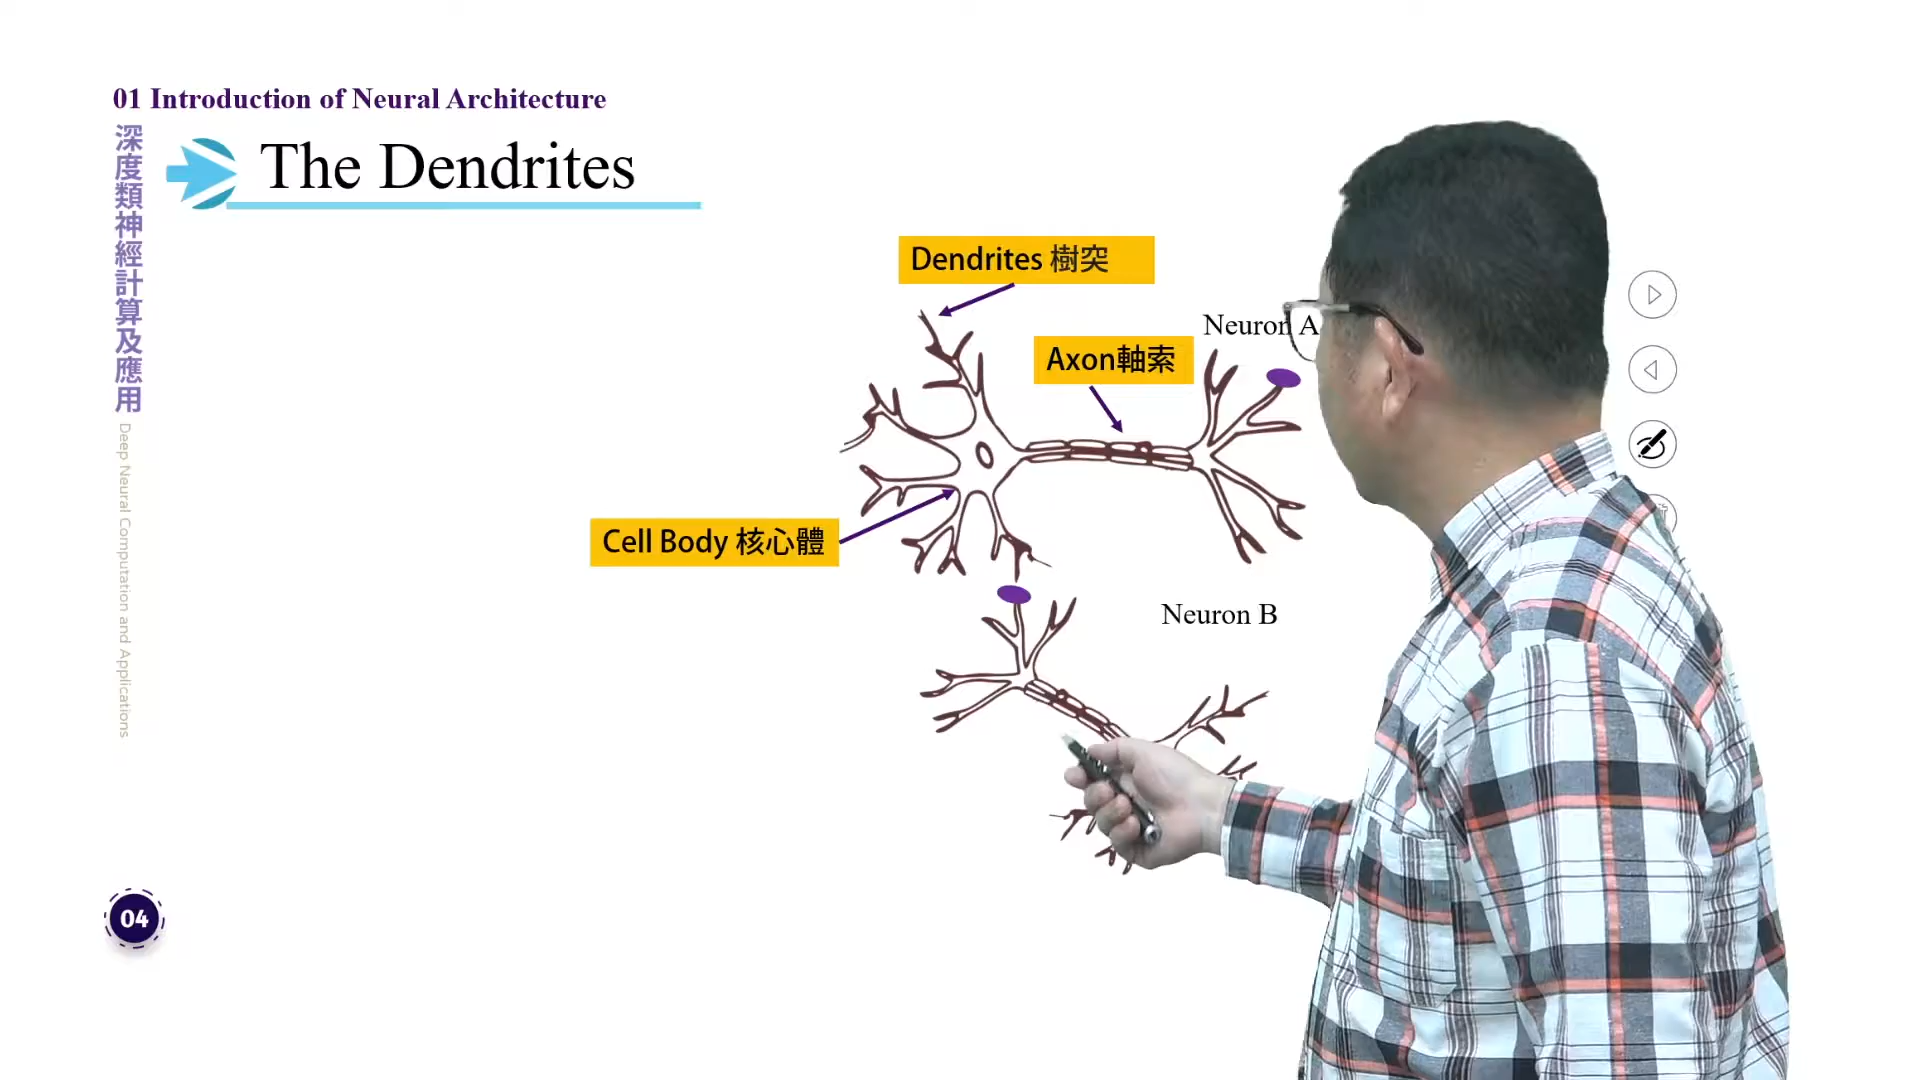 01 Introduction of Neural Architecture
深度類神經計算及應用
Deep Neural Computation and Applications
The Dendrites
Dendrites 樹突
Neuron A
Axon軸索
Cell Body 核心體
Neuron B
04